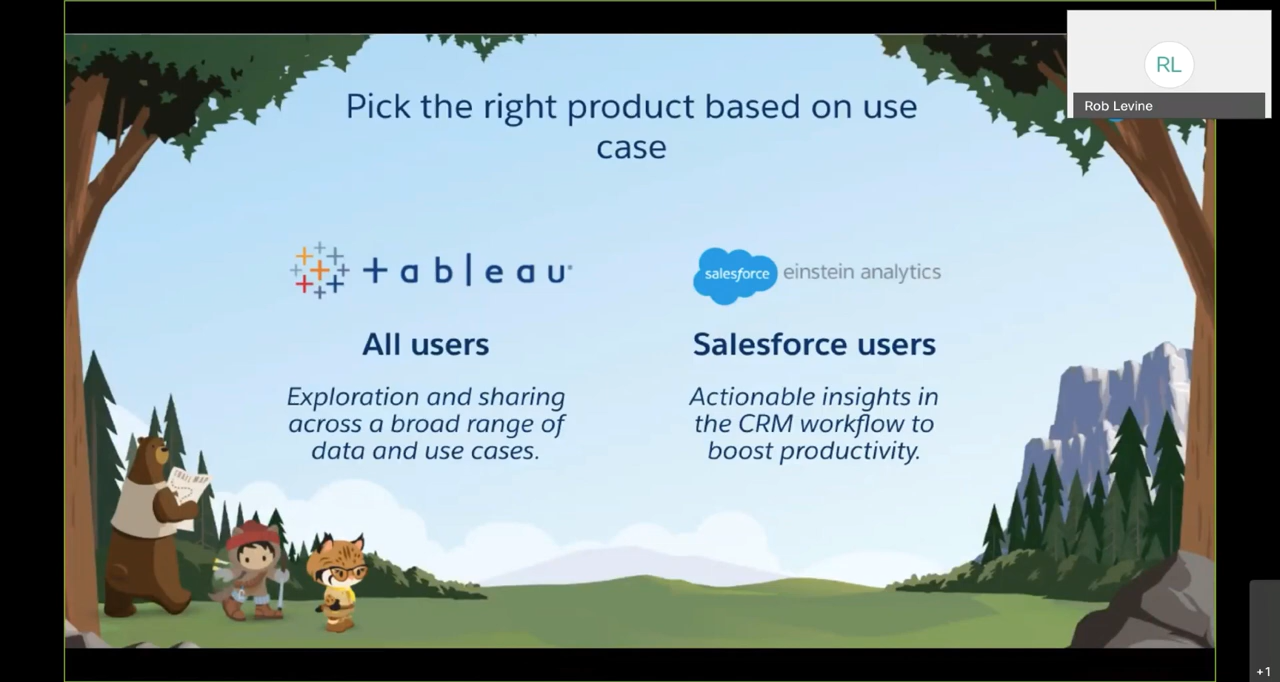 Pick the right product based on use
case
RL
Rob Levine
+ a b | e a u
salesforce einstein analytics
All users
Salesforce users
Exploration and sharing
across a broad range of
data and use cases.
Actionable insights in
the CRM workflow to
boost productivity.
TRAIL MAP
+1